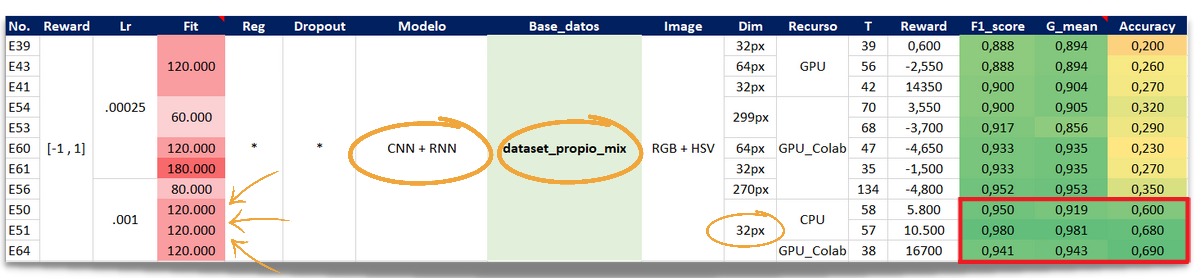 No. Reward Lr Fit Reg Dropout Modelo Base_datos Image Dim Recurso T Reward F1_score G_mean Accuracy
E39 32px 39 0,600 0,888 0,894 0,200
E43 120.000 64px GPU 56 -2,550 0,888 0,894 0,260
E41 32px 42 14350 0,900 0,904 0,270
E54 .00025 60.000 299px 70 3,550 0,900 0,905 0,320
E53 68 -3,700 0,917 0,856 0,290
E60 [-1 , 1] 120.000 * * CNN + RNN dataset_propio_mix RGB + HSV 64px GPU_Colab 47 -4,650 0,933 0,935 0,230
E61 180.000 32px 35 -1,500 0,933 0,935 0,270
E56 80.000 270px 134 -4,800 0,952 0,953 0,350
E50 .001 120.000 32px CPU 58 5.800 0,950 0,919 0,600
E51 120.000 57 10.500 0,980 0,981 0,680
E64 120.000 GPU_Colab 38 16700 0,941 0,943 0,690